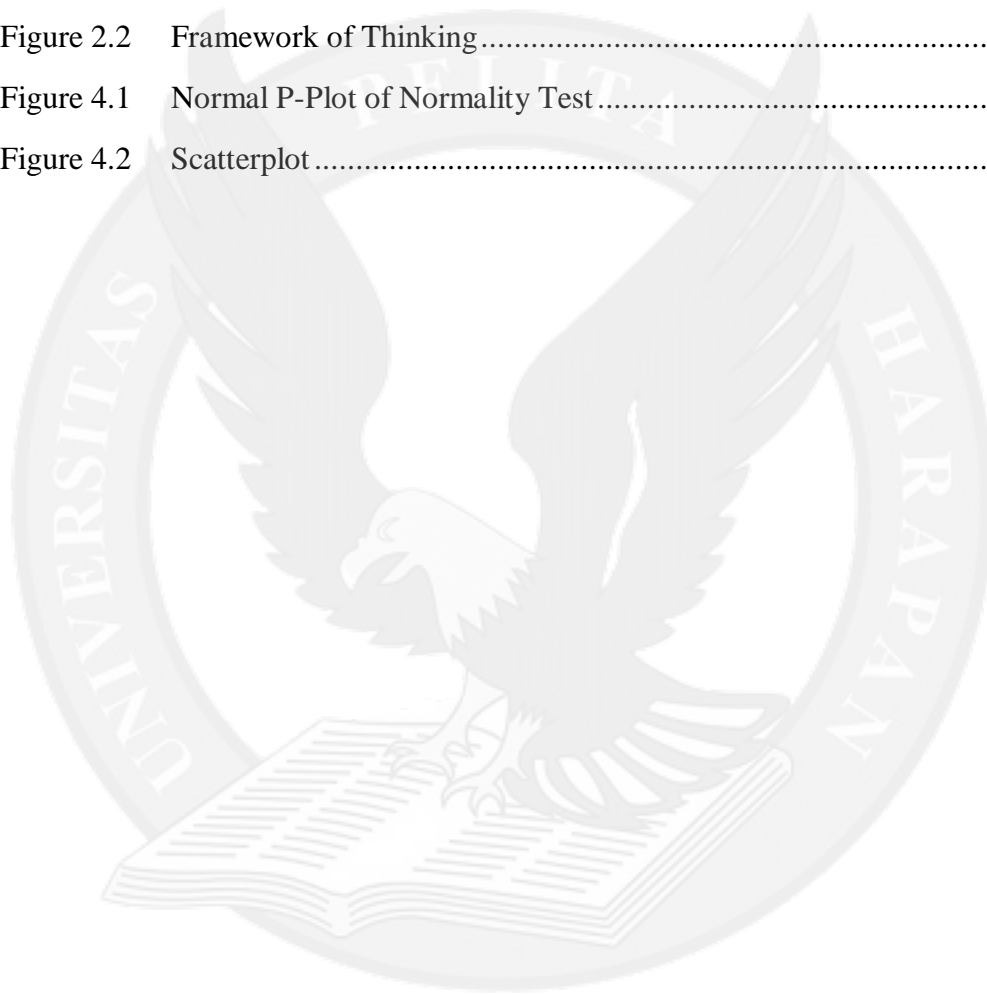 Figure 2.2 Framework of Thinking........................................................................
Figure 4.1 Normal P-Plot of Normality Test........................................................................
Figure 4.2 Scatterplot........................................................................
UNIVERSITAS PELITA HARAPAN